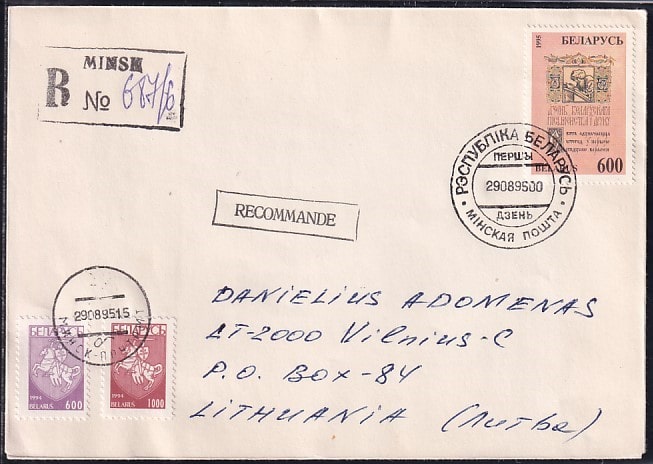 MINSK
R № 687/6
1995 БЕЛАРУСЬ
BELARUS 600
РЭСПУБЛІКА БЕЛАРУСЬ
ПЕРШЫ
29089500
ДЗЕНЬ
• МІНСКАЯ ПОШТА •
RECOMMANDE
DANIELIUS ADOMENAS
LT-2000 Vilnius-C
P.O. BOX-84
LITHUANIA (Литва)
29089515
БЕЛАРУСЬ
1994
BELARUS 600
БЕЛАРУСЬ
1994
BELARUS 1000